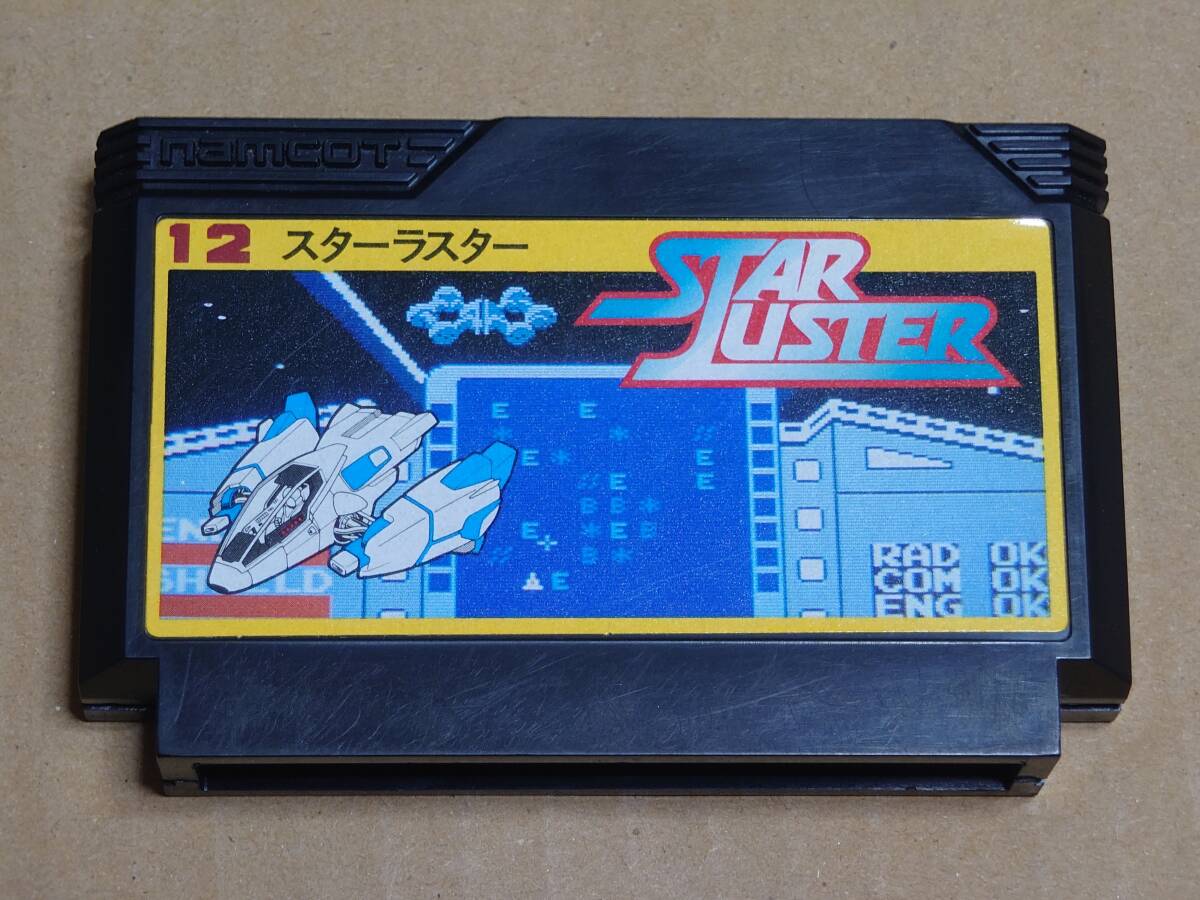 namcot
12 スターラスター
STAR
LUSTER
E E
E E
E E
B B
E E B
B
E
SHIELD
RAD OK
COM OK
ENG OK